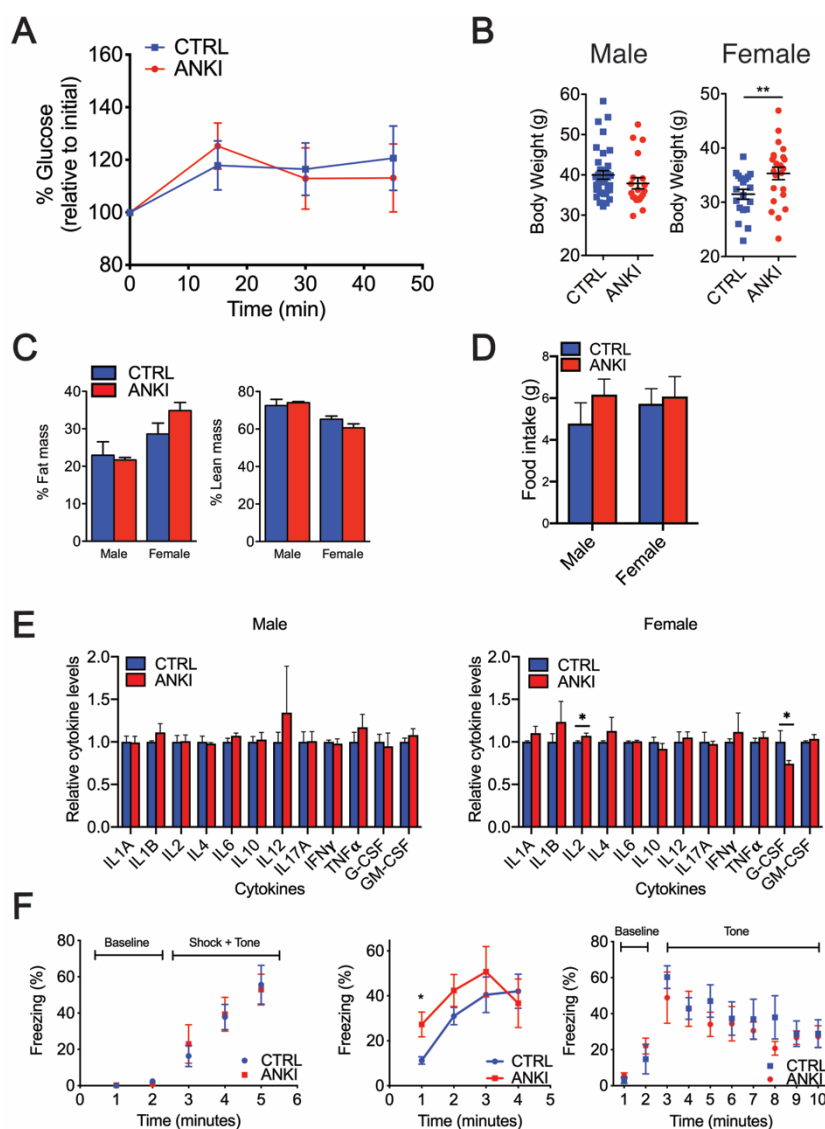 A
CTRL
ANKI
% Glucose
(relative to initial)
160
140
120
100
80
0 10 20 30 40 50
Time (min)
B
Male
Female
Body Weight (g)
60
50
40
30
20
CTRL
ANKI
**
Body Weight (g)
50
40
30
20
CTRL
ANKI
C
CTRL
ANKI
% Fat mass
40
30
20
10
0
Male Female
% Lean mass
80
60
40
20
0
Male Female
D
CTRL
ANKI
Food intake (g)
8
6
4
2
0
Male
Female
E
Male
CTRL
ANKI
Relative cytokine levels
2.0
1.5
1.0
0.5
0.0
IL1A
IL1B
IL2
IL4
IL6
IL10
IL12
IL17A
IFNγ
TNFα
G-CSF
GM-CSF
Cytokines
Female
CTRL
ANKI
Relative cytokine levels
2.0
1.5
1.0
0.5
0.0
*
*
IL1A
IL1B
IL2
IL4
IL6
IL10
IL12
IL17A
IFNγ
TNFα
G-CSF
GM-CSF
Cytokines
F
Baseline Shock + Tone
Freezing (%)
80
60
40
20
0
CTRL
ANKI
0 1 2 3 4 5 6
Time (minutes)
Freezing (%)
60
40
20
0
*
CTRL
ANKI
0 1 2 3 4 5
Time (minutes)
Baseline Tone
Freezing (%)
80
60
40
20
0
CTRL
ANKI
1 2 3 4 5 6 7 8 9 10
Time (minutes)